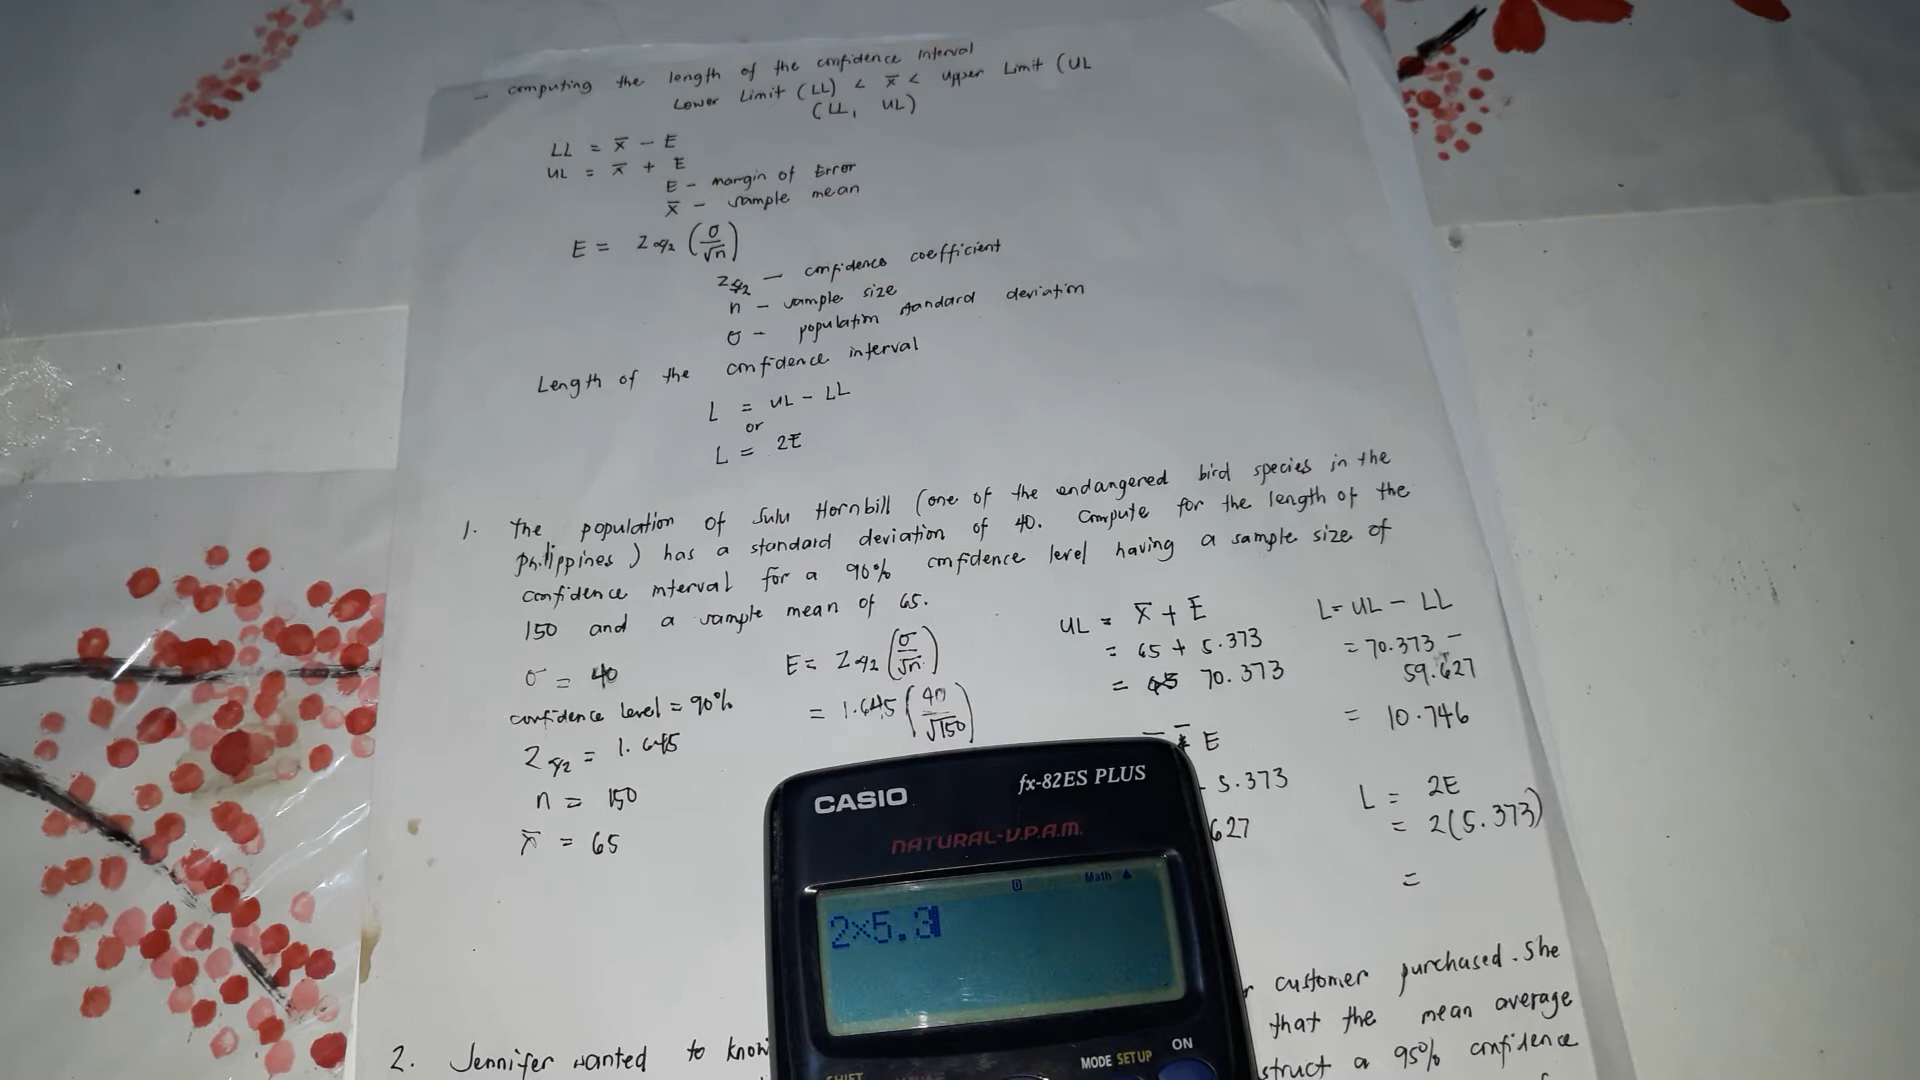 – computing the length of the confidence Interval
Lower Limit (LL) < x̄ < Upper Limit (UL
(LL, UL)
LL = x̄ – E
UL = x̄ + E
E – margin of Error
x̄ – sample mean
E = Zα/2 (σ/√n)
Zα/2 – confidence coefficient
n – sample size
σ – population standard deviation
Length of the confidence interval
L = UL – LL
or
L = 2E
1. The population of Sulu Hornbill (one of the endangered bird species in the
Philippines) has a standard deviation of 40. Compute for the length of the
confidence interval for a 90% confidence level having a sample size of
150 and a sample mean of 65.
σ = 40
confidence level = 90%
Zα/2 = 1.645
n = 150
x̄ = 65
E = Zα/2 (σ/√n)
= 1.645 (40/√150)
UL = x̄ + E
= 65 + 5.373
= 70.373
E
- 5.373
627
L = UL – LL
= 70.373 –
59.627
= 10.746
L = 2E
= 2(5.373)
=
CASIO
fx-82ES PLUS
NATURAL-V.P.A.M.
D Math ▲
2×5.3
MODE SETUP ON
SHIFT
2. Jennifer wanted to know
customer purchased. She
that the mean average
struct a 95% confidence